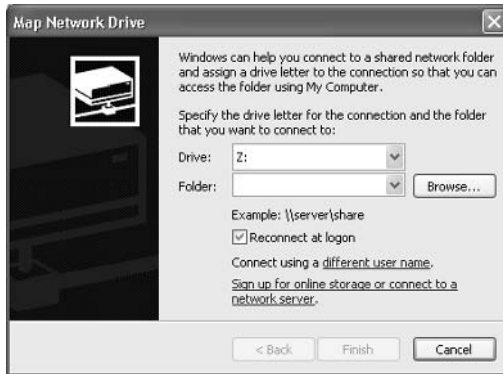 Map Network Drive
Windows can help you connect to a shared network folder
and assign a drive letter to the connection so that you can
access the folder using My Computer.
Specify the drive letter for the connection and the folder
that you want to connect to:
Drive: Z:
Folder: Browse...
Example: \\server\share
Reconnect at logon
Connect using a different user name.
Sign up for online storage or connect to a
network server.
< Back Finish Cancel